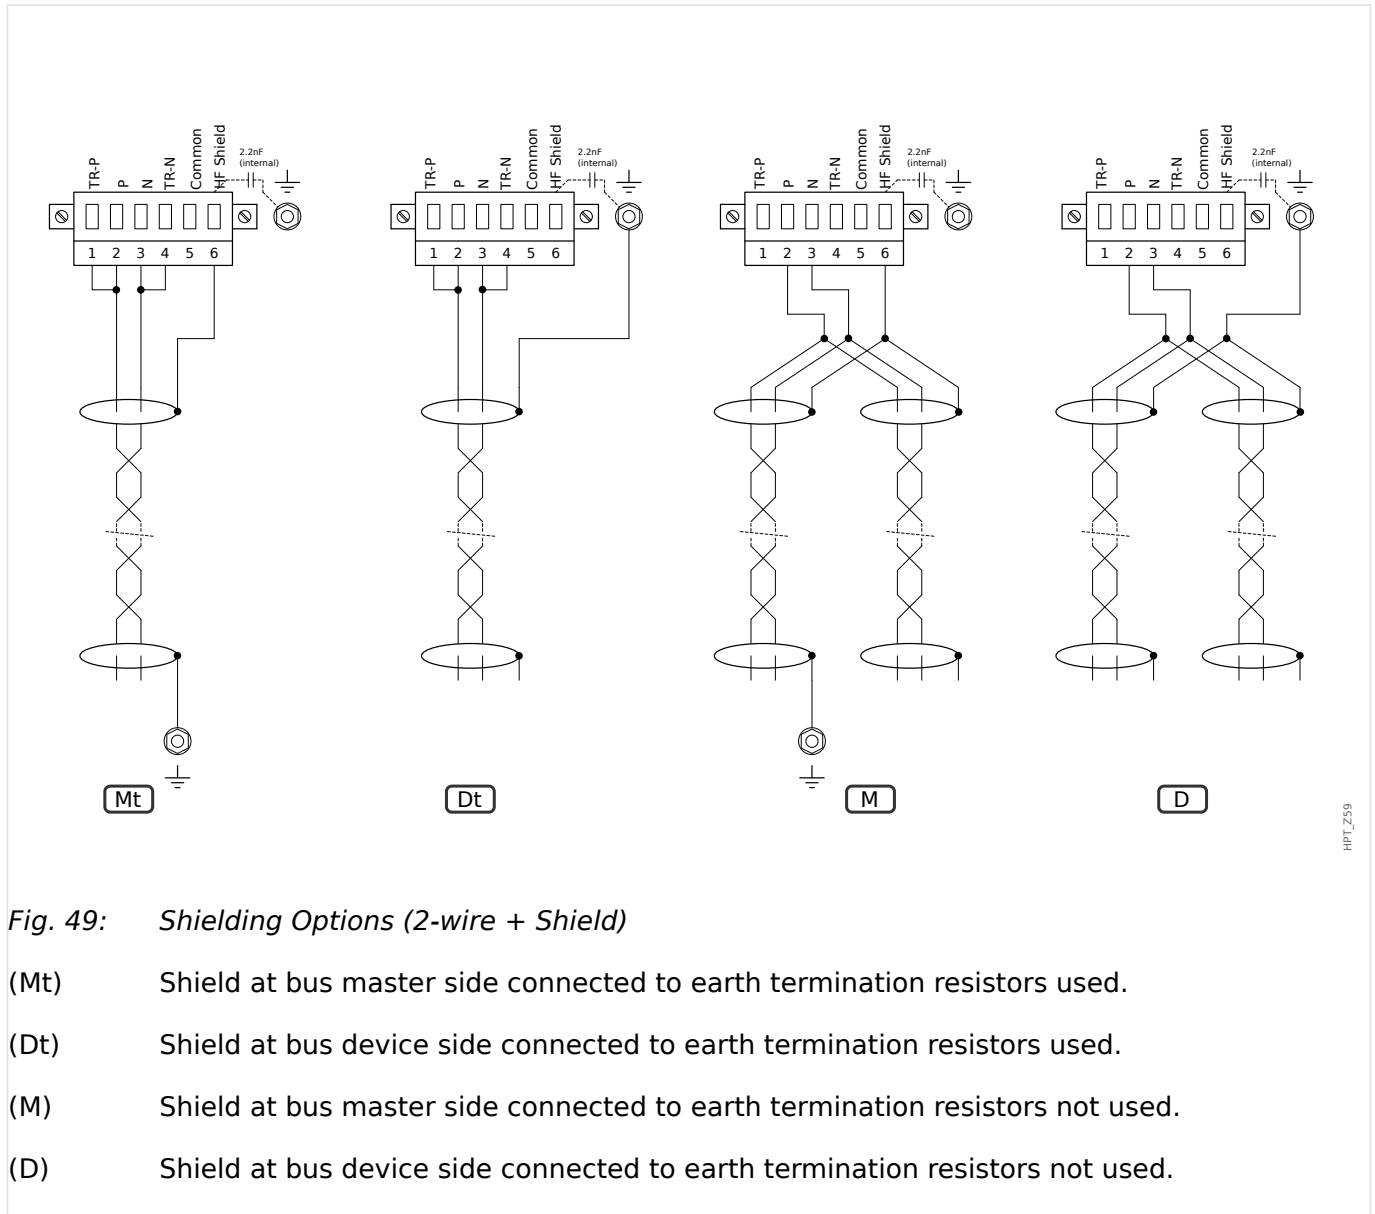 TR-P P N TR-N Common HF Shield
2.2nF
(internal)
1 2 3 4 5 6
TR-P P N TR-N Common HF Shield
2.2nF
(internal)
1 2 3 4 5 6
TR-P P N TR-N Common HF Shield
2.2nF
(internal)
1 2 3 4 5 6
TR-P P N TR-N Common HF Shield
2.2nF
(internal)
1 2 3 4 5 6
Mt
Dt
M
D
HPT_Z59
Fig. 49: Shielding Options (2-wire + Shield)
(Mt) Shield at bus master side connected to earth termination resistors used.
(Dt) Shield at bus device side connected to earth termination resistors used.
(M) Shield at bus master side connected to earth termination resistors not used.
(D) Shield at bus device side connected to earth termination resistors not used.